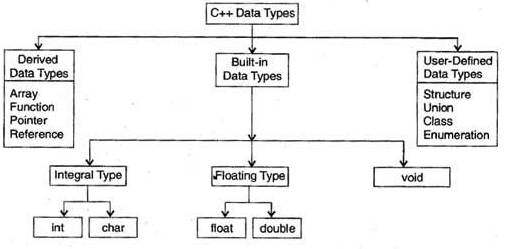 C++ Data Types
Derived
Data Types
Array
Function
Pointer
Reference
Built-in
Data Types
User-Defined
Data Types
Structure
Union
Class
Enumeration
Integral Type
Floating Type
void
int
char
float
double